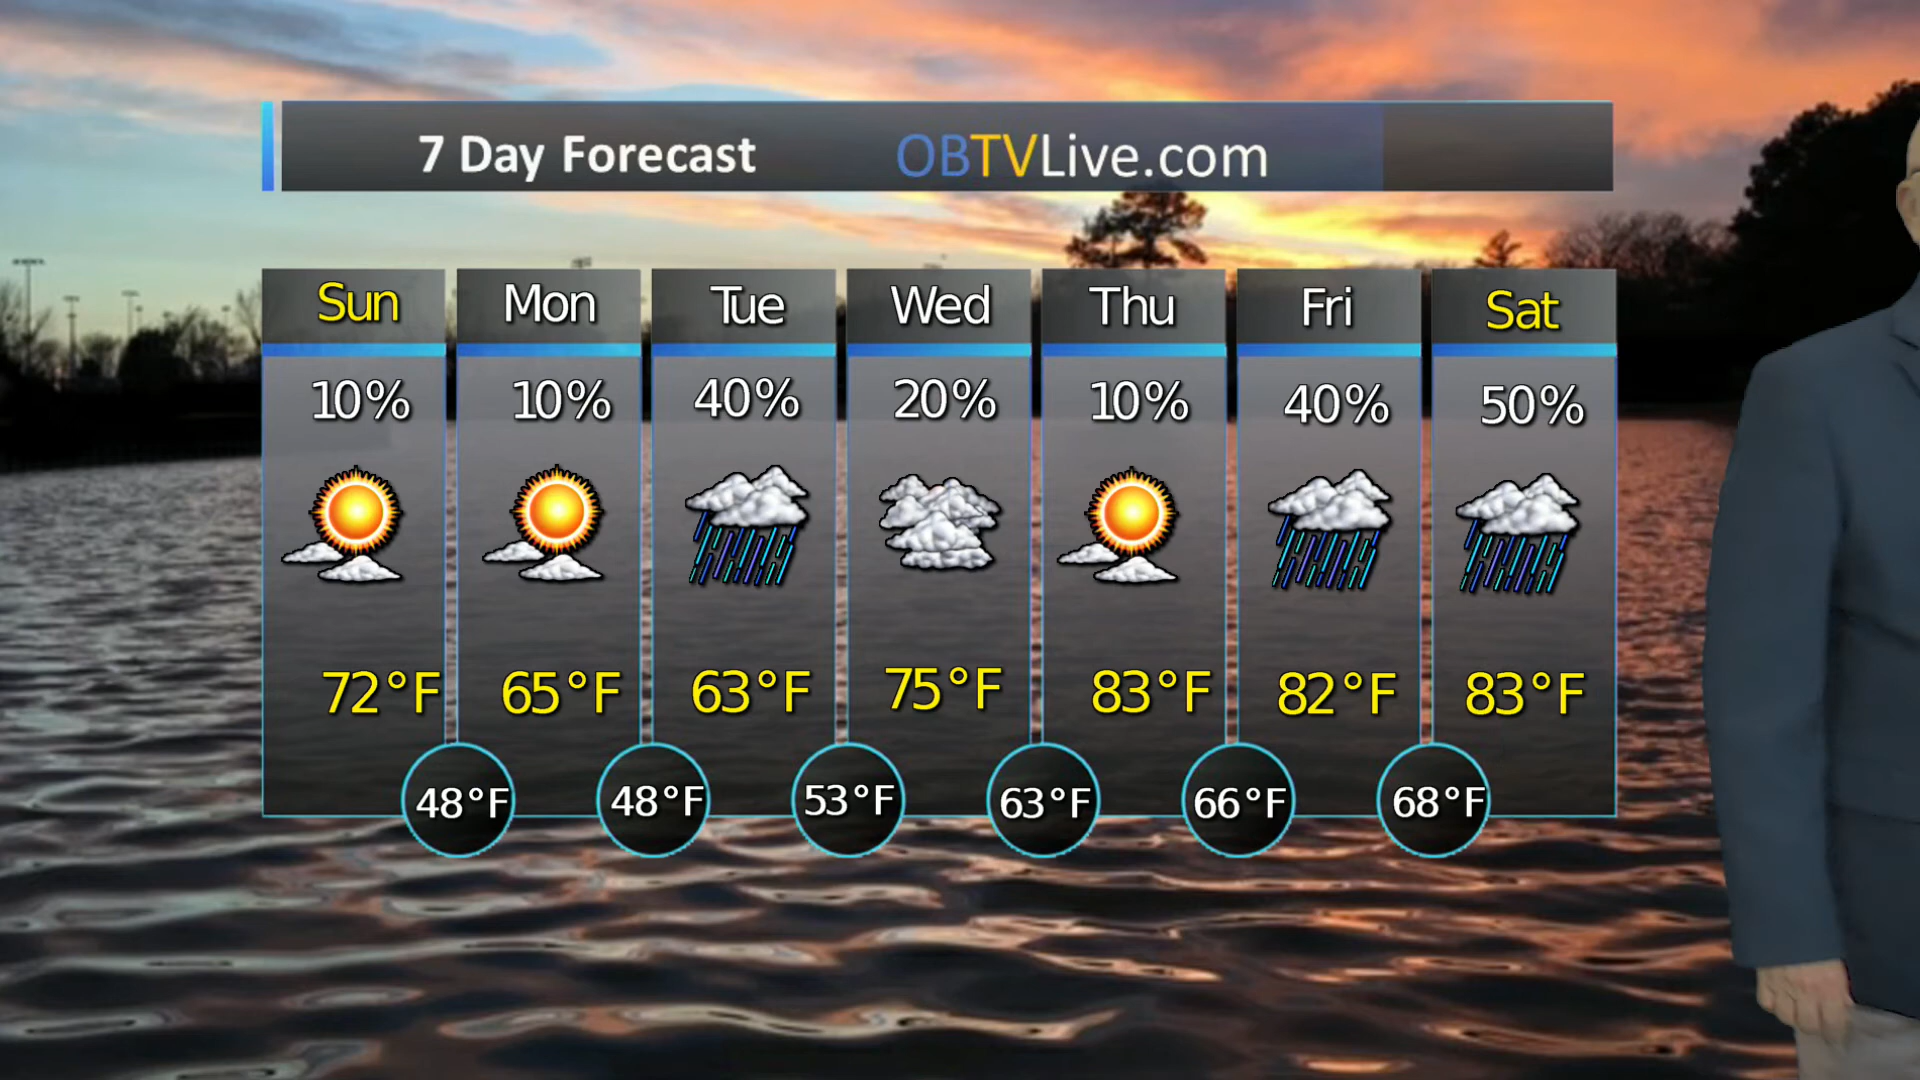 7 Day Forecast OBTVLive.com
Sun Mon Tue Wed Thu Fri Sat
10% 10% 40% 20% 10% 40% 50%
72°F 65°F 63°F 75°F 83°F 82°F 83°F
48°F 48°F 53°F 63°F 66°F 68°F